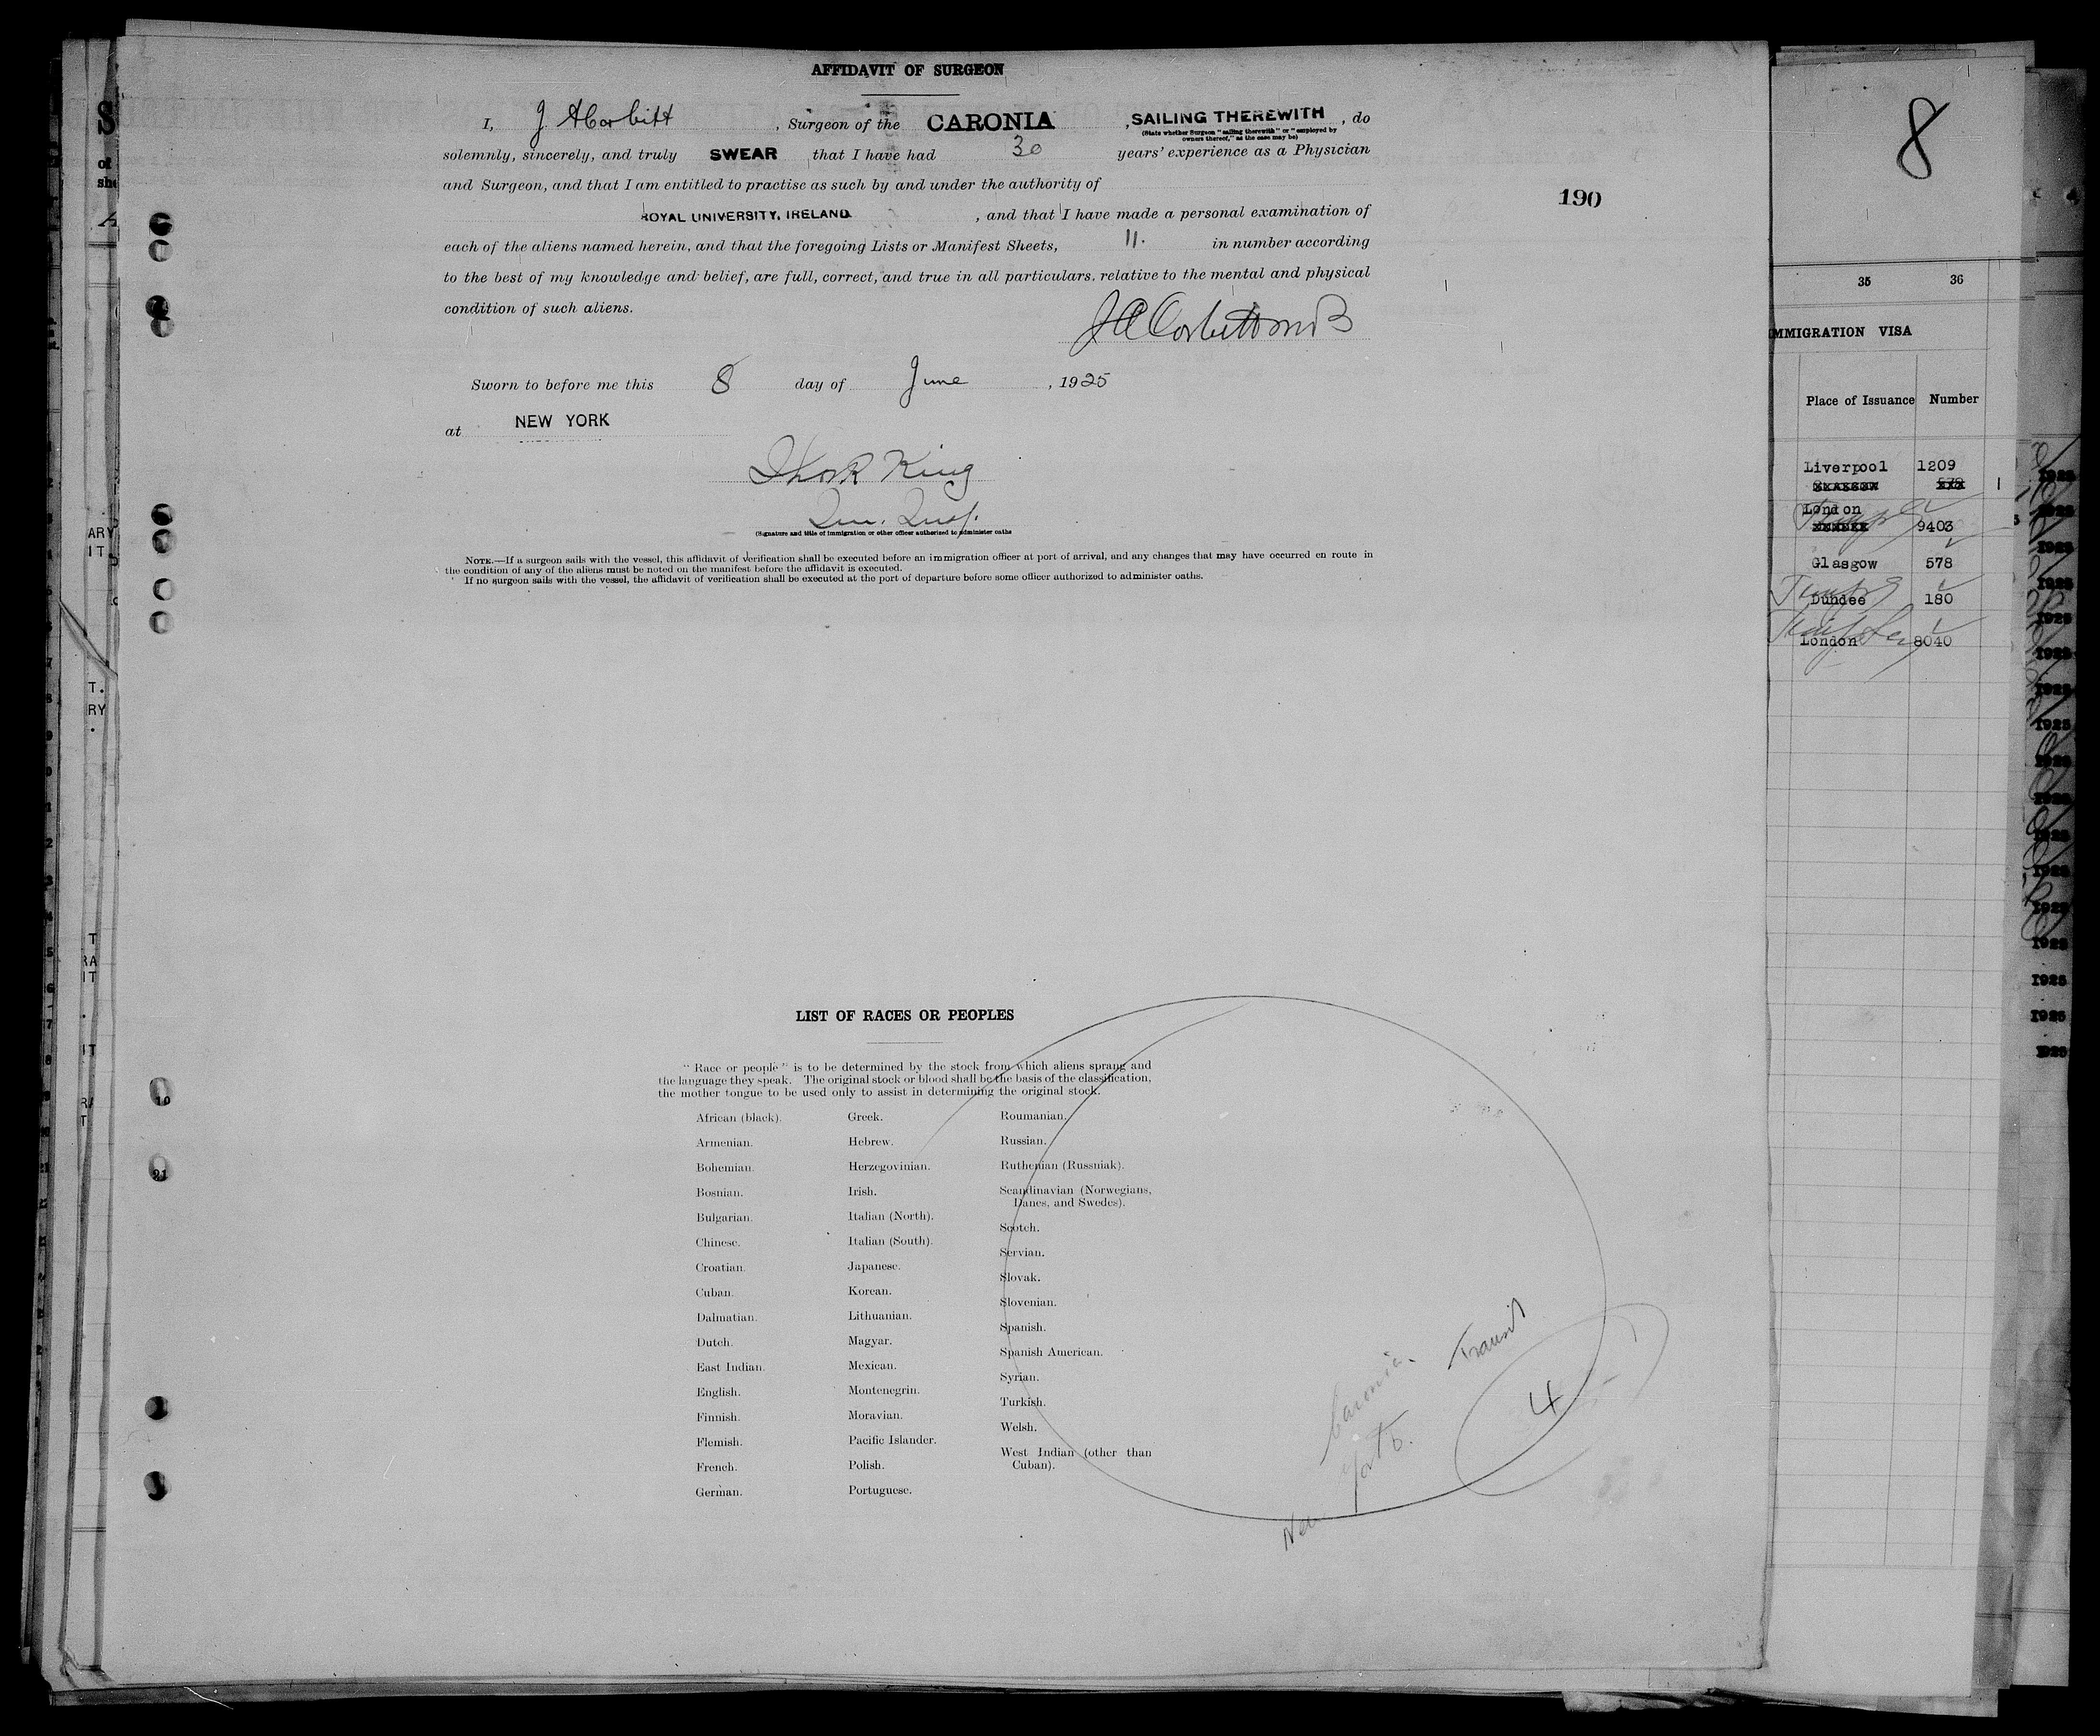 AFFIDAVIT OF SURGEON
I, J A Corbitt, Surgeon of the CARONIA, SAILING THEREWITH, do
(State whether Surgeon "sailing therewith" or "employed by
owners thereof," as the case may be)
solemnly, sincerely, and truly SWEAR that I have had 30 years' experience as a Physician
and Surgeon, and that I am entitled to practise as such by and under the authority of
ROYAL UNIVERSITY, IRELAND, and that I have made a personal examination of
each of the aliens named herein, and that the foregoing Lists or Manifest Sheets, 11. in number according
to the best of my knowledge and belief, are full, correct, and true in all particulars. relative to the mental and physical
condition of such aliens.
J A Corbitt MB
Sworn to before me this 8 day of June, 1925
at NEW YORK
King
(Signature and title of immigration or other officer authorized to administer oaths
NOTE.—If a surgeon sails with the vessel, this affidavit of verification shall be executed before an immigration officer at port of arrival, and any changes that may have occurred en route in
the condition of any of the aliens must be noted on the manifest before the affidavit is executed.
If no surgeon sails with the vessel, the affidavit of verification shall be executed at the port of departure before some officer authorized to administer oaths.
190
LIST OF RACES OR PEOPLES
"Race or people" is to be determined by the stock from which aliens sprang and
the language they speak. The original stock or blood shall be the basis of the classification,
the mother tongue to be used only to assist in determining the original stock.
African (black).
Armenian.
Bohemian.
Bosnian.
Bulgarian.
Chinese.
Croatian.
Cuban.
Dalmatian.
Dutch.
East Indian.
English.
Finnish.
Flemish.
French.
German.
Greek.
Hebrew.
Herzegovinian.
Irish.
Italian (North).
Italian (South).
Japanese.
Korean.
Lithuanian.
Magyar.
Mexican.
Montenegrin.
Moravian.
Pacific Islander.
Polish.
Portuguese.
Roumanian.
Russian.
Ruthenian (Russniak).
Scandinavian (Norwegians,
Danes, and Swedes).
Scotch.
Servian.
Slovak.
Slovenian.
Spanish.
Spanish American.
Syrian.
Turkish.
Welsh.
West Indian (other than
Cuban).
Caronia.
Transit
4
New York
8
35 36
IMMIGRATION VISA
Place of Issuance Number
Liverpool 1209
London
9403
Glasgow 578
Dundee 180
London 8040